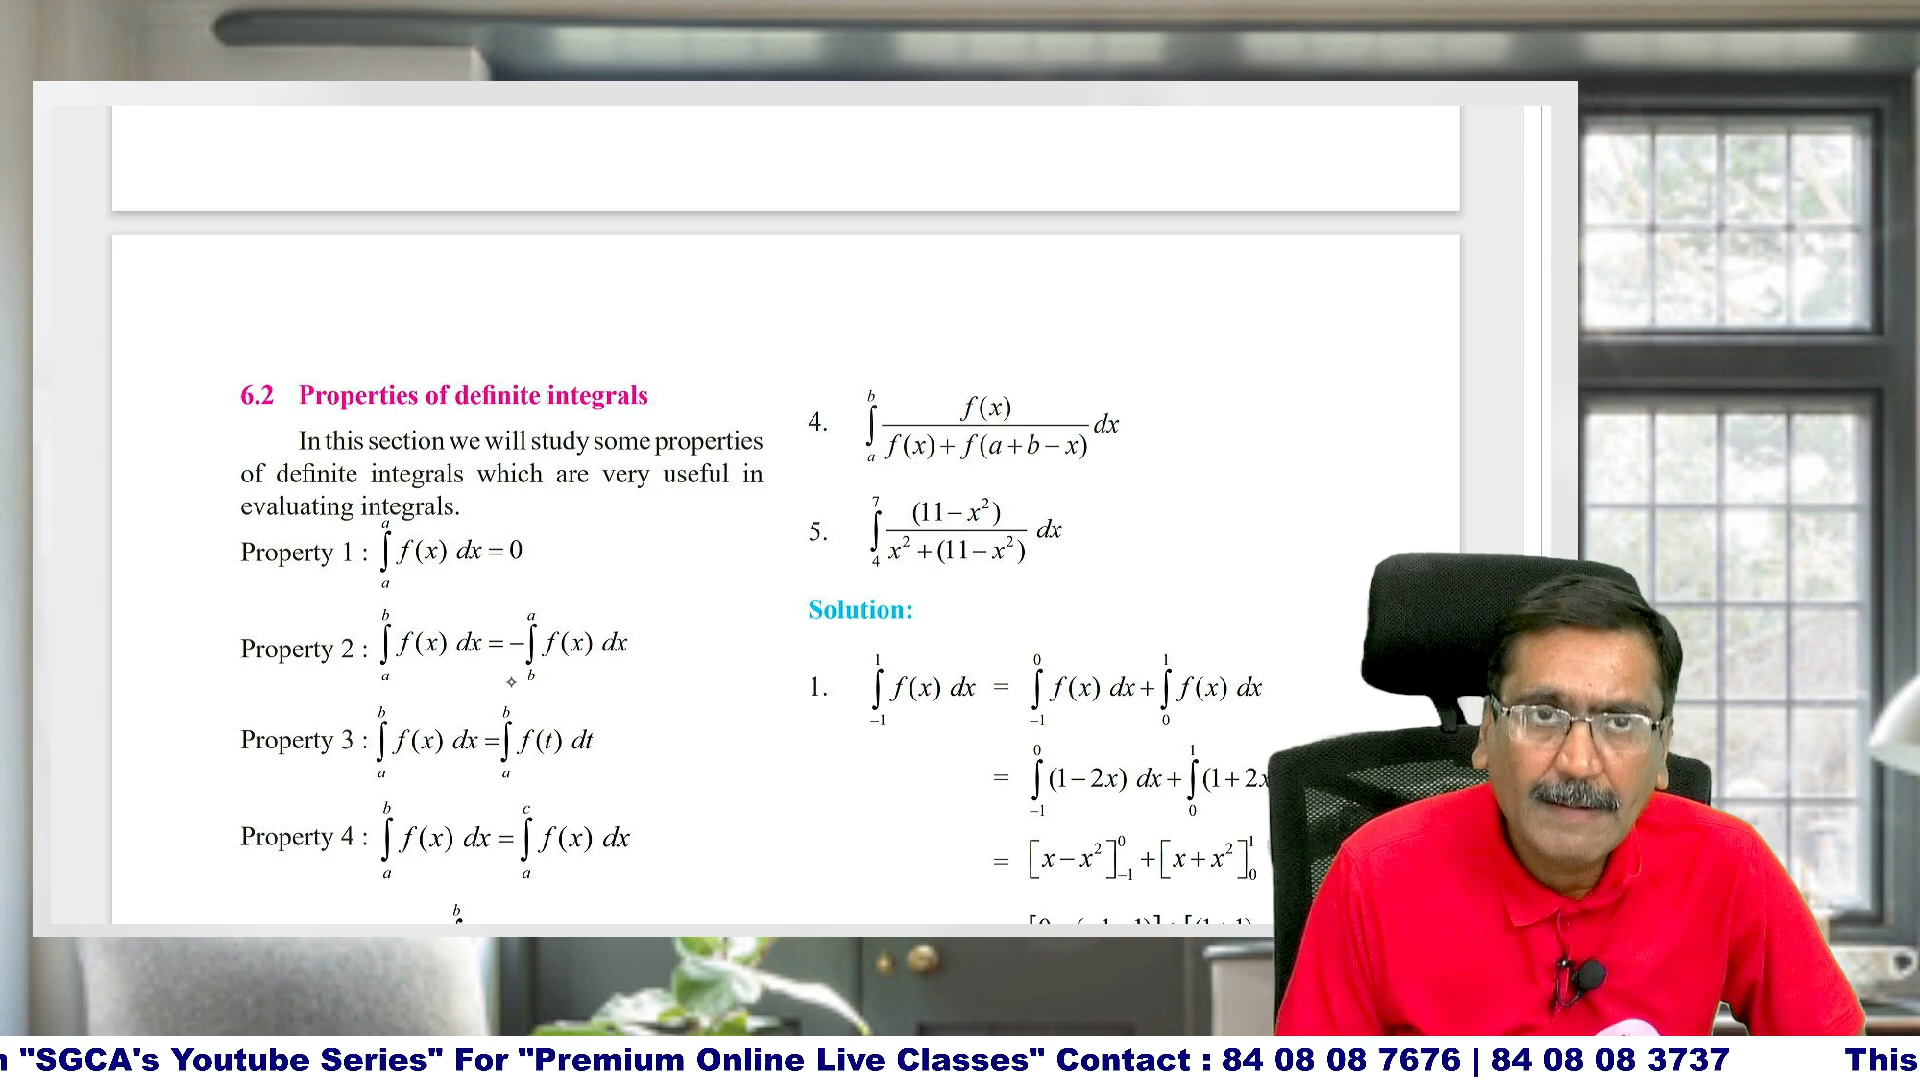 6.2 Properties of definite integrals
In this section we will study some properties
of definite integrals which are very useful in
evaluating integrals.
Property 1 : ∫_a^a f(x) dx = 0
Property 2 : ∫_a^b f(x) dx = −∫_b^a f(x) dx
Property 3 : ∫_a^b f(x) dx = ∫_a^b f(t) dt
Property 4 : ∫_a^b f(x) dx = ∫_a^c f(x) dx
b
4. ∫_a^b f(x) / (f(x) + f(a + b − x)) dx
5. ∫_4^7 (11 − x²) / (x² + (11 − x²)) dx
Solution:
1. ∫_−1^1 f(x) dx = ∫_−1^0 f(x) dx + ∫_0^1 f(x) dx
= ∫_−1^0 (1 − 2x) dx + ∫_0^1 (1 + 2x
= [x − x²]_−1^0 + [x + x²]_0^1
"SGCA's Youtube Series" For "Premium Online Live Classes" Contact : 84 08 08 7676 | 84 08 08 3737 This